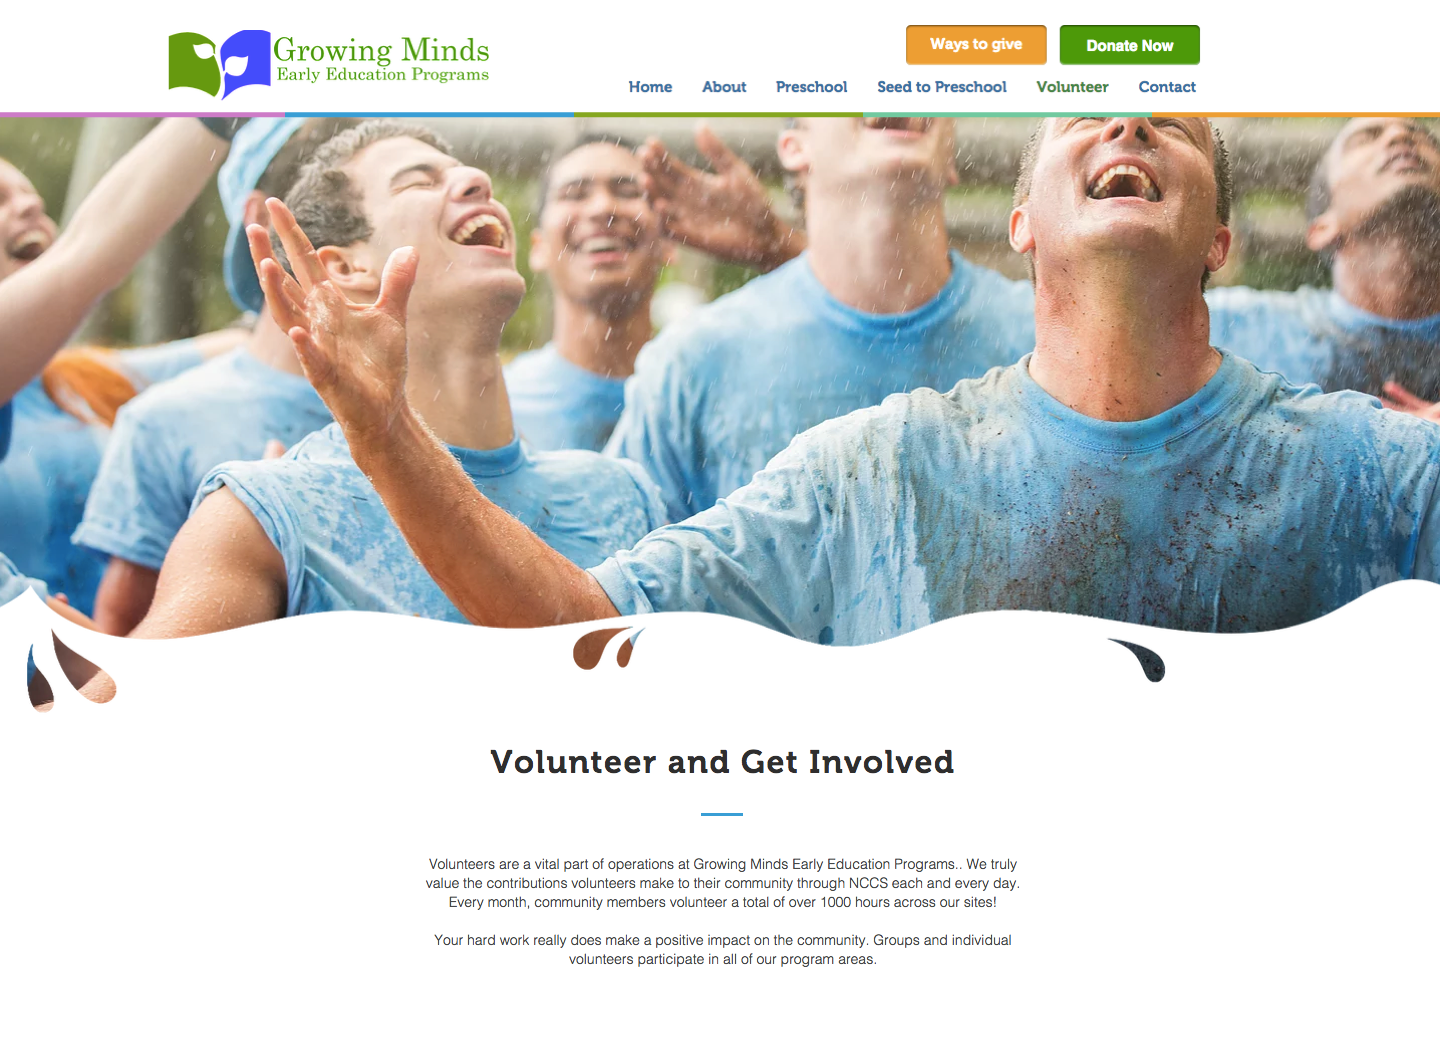 Growing Minds
Early Education Programs
Ways to give
Donate Now
Home
About
Preschool
Seed to Preschool
Volunteer
Contact
Volunteer and Get Involved
Volunteers are a vital part of operations at Growing Minds Early Education Programs.. We truly
value the contributions volunteers make to their community through NCCS each and every day.
Every month, community members volunteer a total of over 1000 hours across our sites!
Your hard work really does make a positive impact on the community. Groups and individual
volunteers participate in all of our program areas.